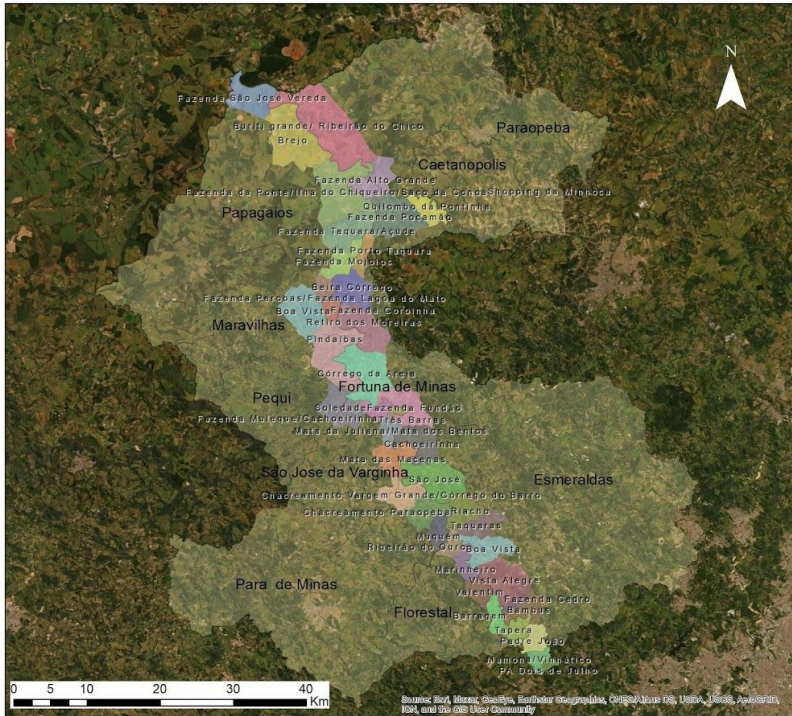 N
Fazenda São José Vereda
Buriti grande/ Ribeirão do Chico
Paraopeba
Brejo
Caetanopolis
Fazenda Alto Grande
Fazenda da Ponte/Ilha do Chiqueiro/Saco da Cohoa Shopping da Minhoca
Quilombo da Pontinha
Papagaios
Fazenda Pocamão
Fazenda Taquara/Açude
Fazenda Porto Taquara
Fazenda Mojolos
Beira Córrego
Fazenda Perobas/Fazenda Lagoa do Mato
Boa Vista Fazenda Coroinha
Maravilhas
Retiro dos Moreiras
Pindaíbas
Córrego da Areia
Fortuna de Minas
Pequi
Soledade Fazenda Fundão
Fazenda Muleque/Cachoeirinha Três Barras
Mata da Juliana/Mata dos Bentos
Cachoeirinha
Mata das Macenas
São Jose da Varginha
São José
Esmeraldas
Chacreamento Vargem Grande/Córrego do Barro
Chacreamento Paraopeba Riacho
Taquaras
Muquém
Ribeirão do Ouro Boa Vista
Marinheiro
Vista Alegre
Para de Minas
Valentim
Fazenda Cedro
Florestal
Bambus
Barragem
Tapera
Padre João
Mamona/Vinhático
PA Dois de Julho
0 5 10 20 30 40
Km
Source: Esri, Maxar, GeoEye, Earthstar Geographics, CNES/Airbus DS, USDA, USGS, AeroGRID,
IGN, and the GIS User Community